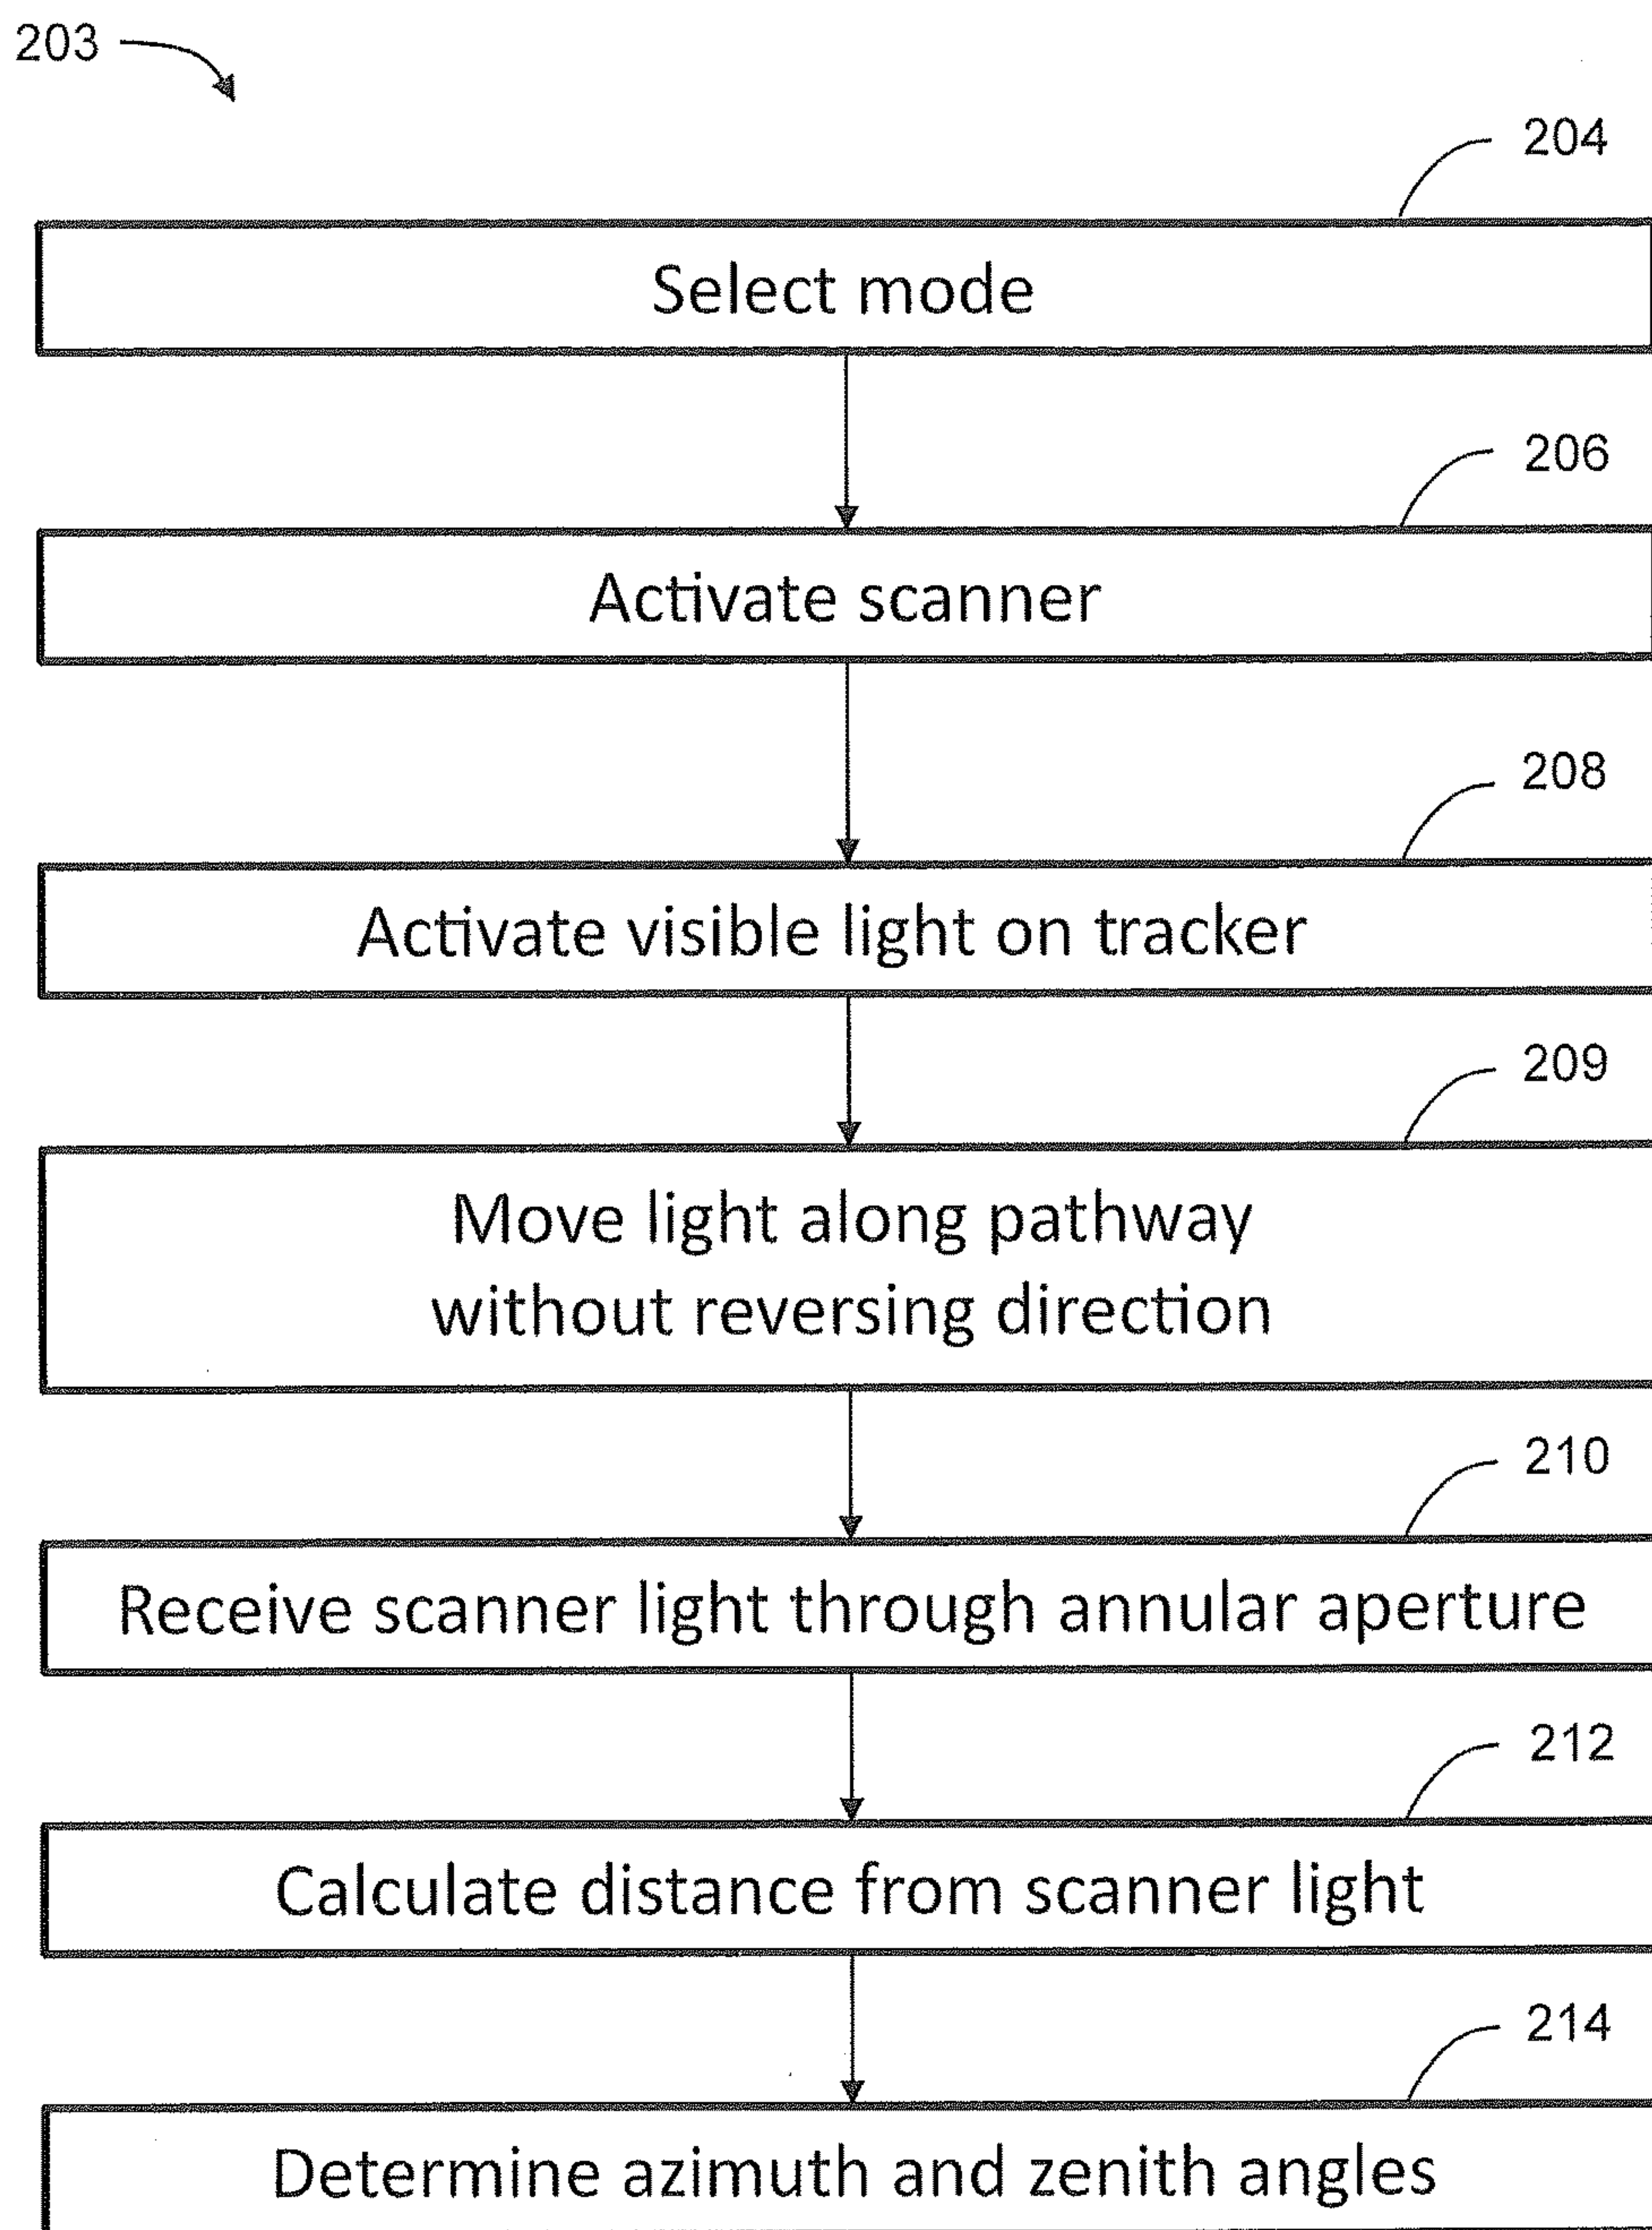 203
204
Select mode
206
Activate scanner
208
Activate visible light on tracker
209
Move light along pathway
without reversing direction
210
Receive scanner light through annular aperture
212
Calculate distance from scanner light
214
Determine azimuth and zenith angles